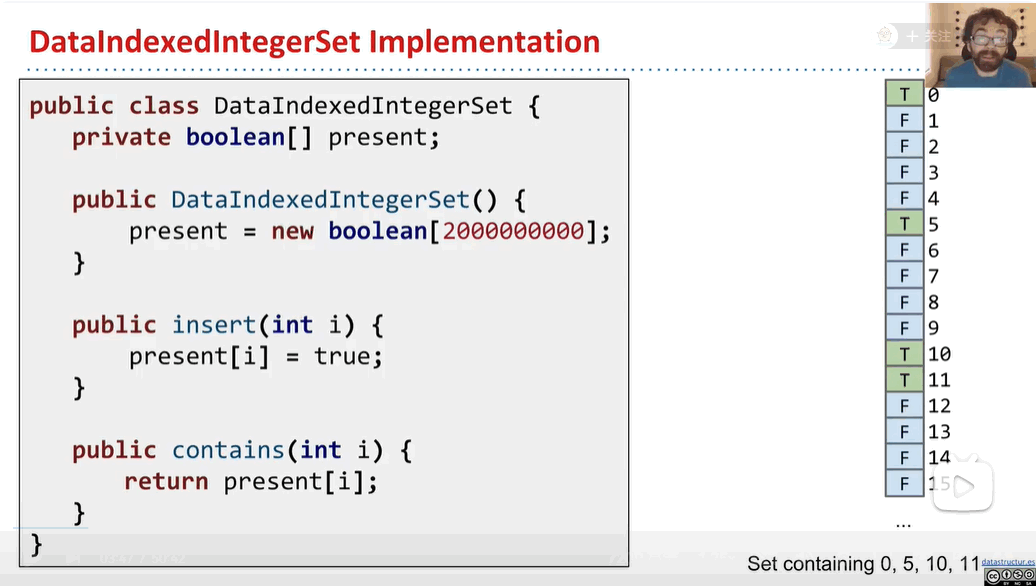 DataIndexedIntegerSet Implementation
+ 关注
public class DataIndexedIntegerSet {
private boolean[] present;
public DataIndexedIntegerSet() {
present = new boolean[2000000000];
}
public insert(int i) {
present[i] = true;
}
public contains(int i) {
return present[i];
}
}
T 0
F 1
F 2
F 3
F 4
T 5
F 6
F 7
F 8
F 9
T 10
T 11
F 12
F 13
F 14
F 15
...
Set containing 0, 5, 10, 11
datastructur.es